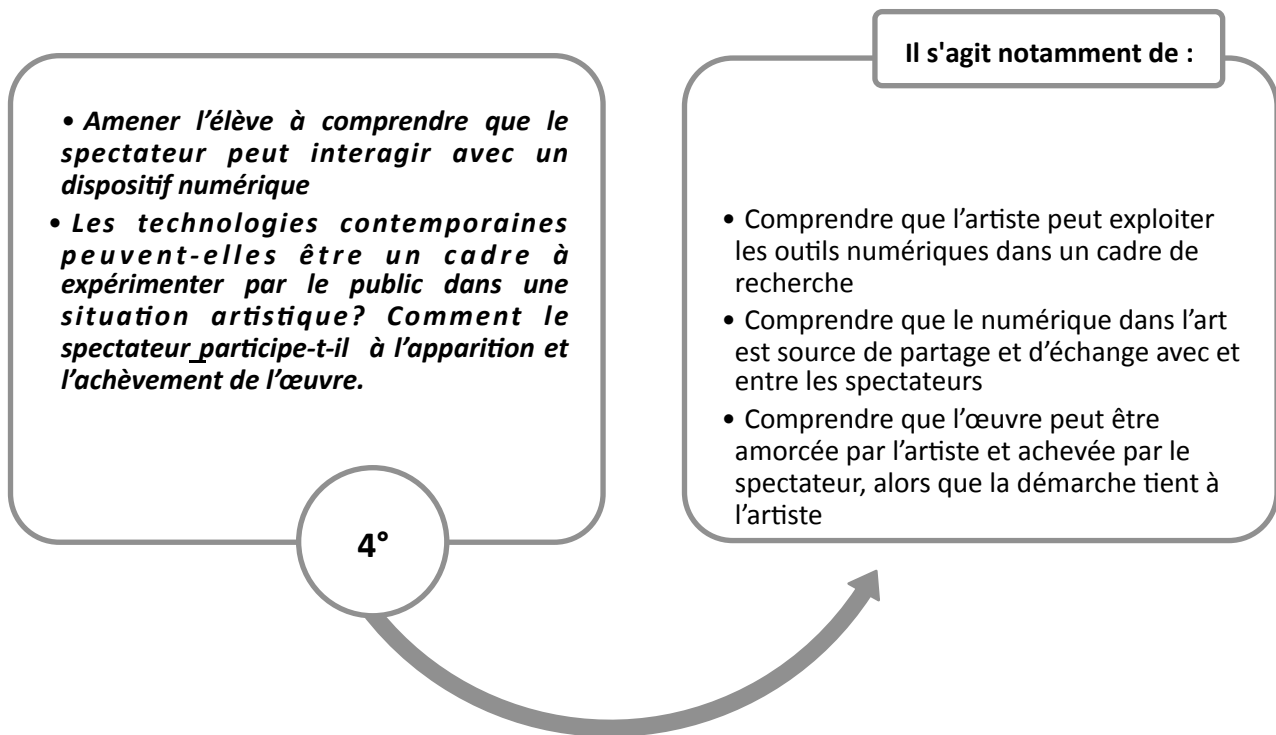 • Amener l’élève à comprendre que le
spectateur peut interagir avec un
dispositif numérique
• Les technologies contemporaines
peuvent-elles être un cadre à
expérimenter par le public dans une
situation artistique? Comment le
spectateur participe-t-il à l’apparition et
l’achèvement de l’œuvre.
4°
Il s'agit notamment de :
• Comprendre que l’artiste peut exploiter
les outils numériques dans un cadre de
recherche
• Comprendre que le numérique dans l’art
est source de partage et d’échange avec et
entre les spectateurs
• Comprendre que l’œuvre peut être
amorcée par l’artiste et achevée par le
spectateur, alors que la démarche tient à
l’artiste